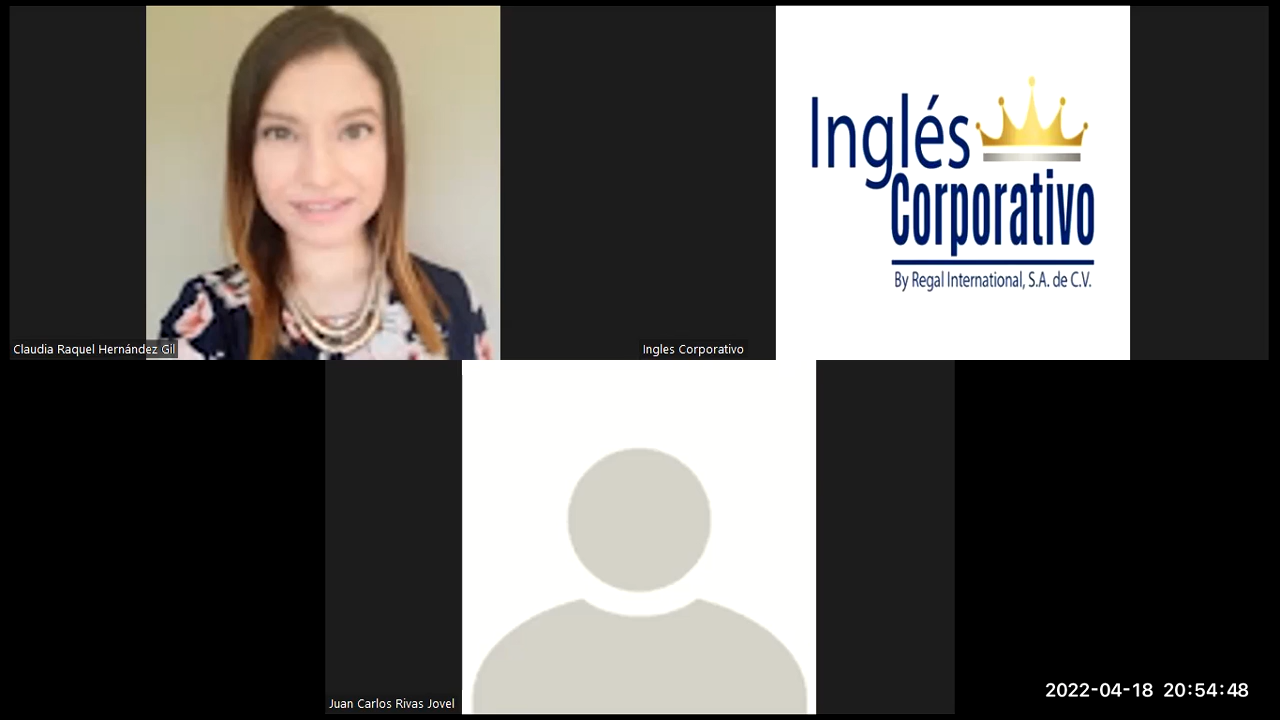 Inglés
Corporativo
By Regal International, S.A. de C.V.
Claudia Raquel Hernández Gil
Ingles Corporativo
Juan Carlos Rivas Jovel
2022-04-18 20:54:48